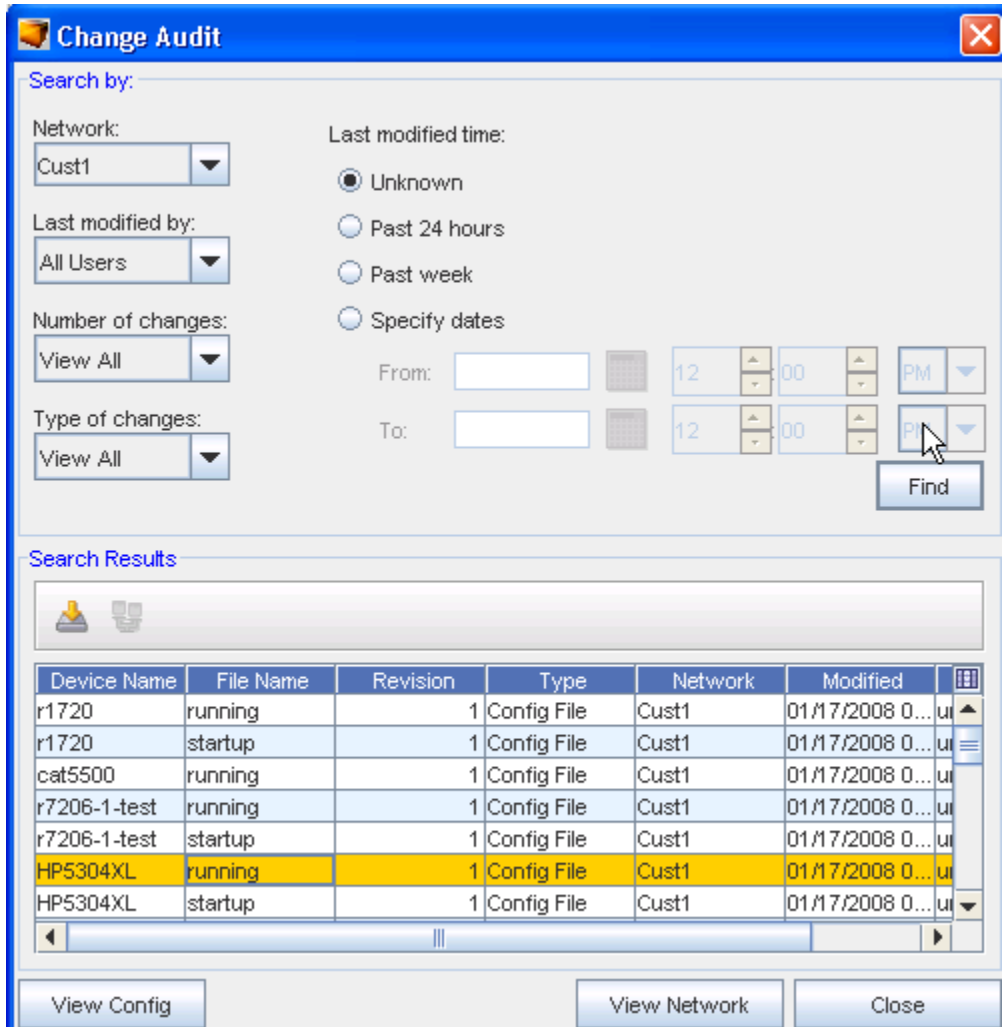 Change Audit
Search by:
Network:
Cust1
Last modified by:
All Users
Number of changes:
View All
Type of changes:
View All
Last modified time:
Unknown
Past 24 hours
Past week
Specify dates
From: 12 : 00 PM
To: 12 : 00 PM
Find
Search Results
Device Name File Name Revision Type Network Modified
r1720 running 1 Config File Cust1 01/17/2008 0...
r1720 startup 1 Config File Cust1 01/17/2008 0...
cat5500 running 1 Config File Cust1 01/17/2008 0...
r7206-1-test running 1 Config File Cust1 01/17/2008 0...
r7206-1-test startup 1 Config File Cust1 01/17/2008 0...
HP5304XL running 1 Config File Cust1 01/17/2008 0...
HP5304XL startup 1 Config File Cust1 01/17/2008 0...
View Config View Network Close